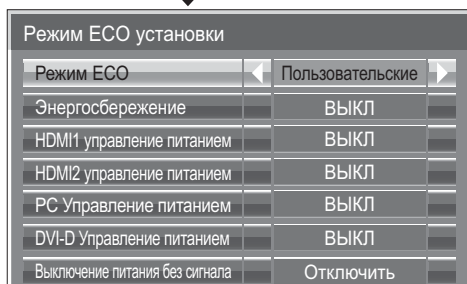 Режим ECO установки
Режим ECO Пользовательские
Энергосбережение ВЫКЛ
HDMI1 управление питанием ВЫКЛ
HDMI2 управление питанием ВЫКЛ
PC Управление питанием ВЫКЛ
DVI-D Управление питанием ВЫКЛ
Выключение питания без сигнала Отключить